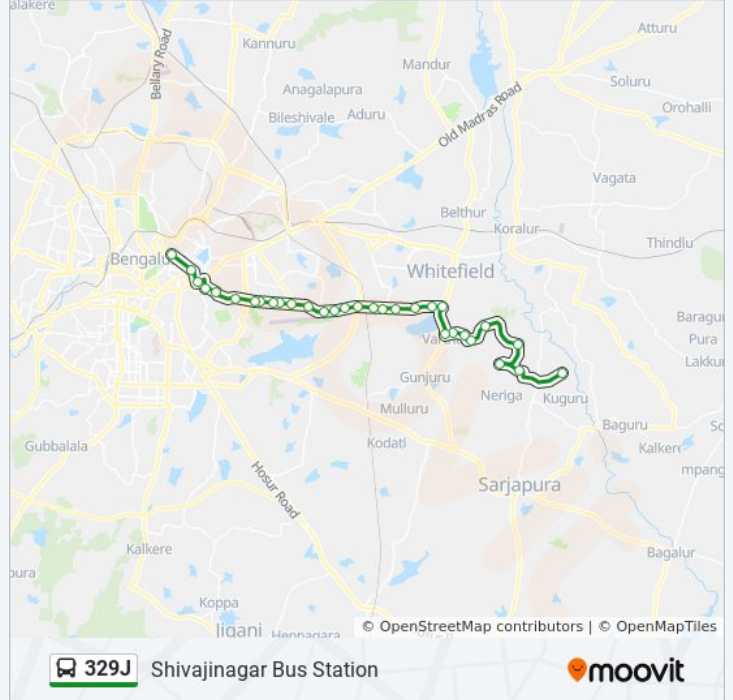 alakere
Atturu
Kannuru
Bellary Road
Mandur
Soluru
Anagalapura
Orohalli
Bileshivale
Aduru
Old Madras Road
Vagata
Belthur
Koralur
Thindlu
Bengalu
Whitefield
Baragur
Pura
Lakkur
Gunjuru
Neriga
Kuguru
Mulluru
Baguru
Gubbalala
Kodati
Kalkere
mpang
Hosur Road
Sarjapura
Kalkere
Bagalur
pura
Koppa
Jigani
Hennagara
© OpenStreetMap contributors | © OpenMapTiles
329J Shivajinagar Bus Station
moovit